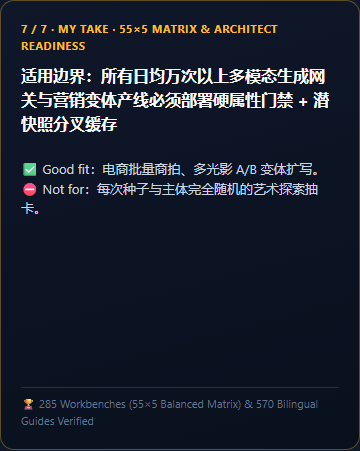 7 / 7 · MY TAKE · 55×5 MATRIX & ARCHITECT
READINESS
适用边界：所有日均万次以上多模态生成网
关与营销变体产线必须部署硬属性门禁 + 潜
快照分叉缓存
✅ Good fit：电商批量商拍、多光影 A/B 变体扩写。
⛔ Not for：每次种子与主体完全随机的艺术探索抽
卡。
🏆 285 Workbenches (55×5 Balanced Matrix) & 570 Bilingual
Guides Verified